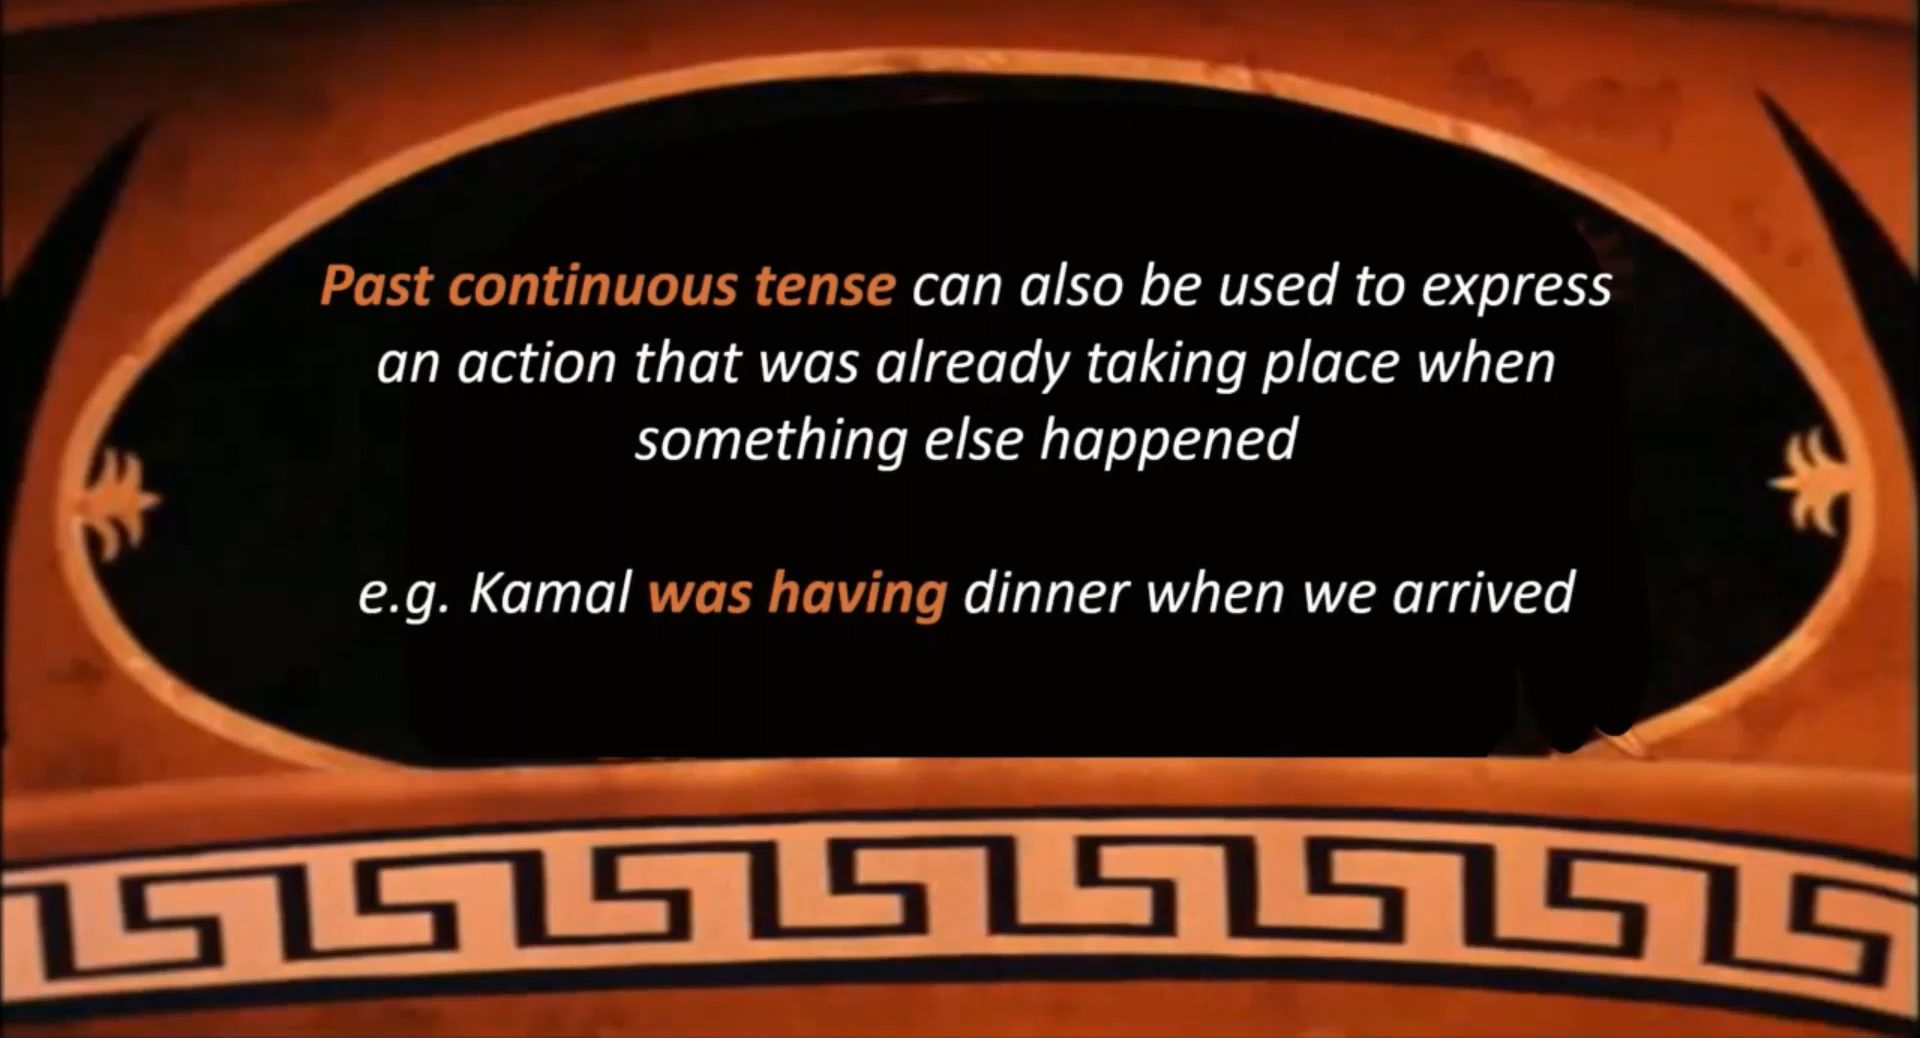 Past continuous tense can also be used to express
an action that was already taking place when
something else happened
e.g. Kamal was having dinner when we arrived